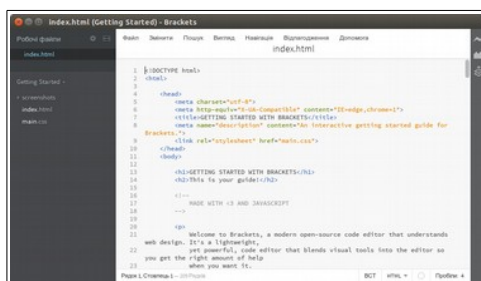 index.html (Getting Started) - Brackets
Робочі файли
index.html
Getting Started
screenshots
index.html
main.css
Файл Змінити Пошук Вигляд Навігація Відлагодження Допомога
index.html
1 <!DOCTYPE html>
2 <html>
3
4 <head>
5 <meta charset="utf-8">
6 <meta http-equiv="X-UA-Compatible" content="IE=edge,chrome=1">
7 <title>GETTING STARTED WITH BRACKETS</title>
8 <meta name="description" content="An interactive getting started guide for
Brackets.">
9 <link rel="stylesheet" href="main.css">
10 </head>
11 <body>
12
13 <h1>GETTING STARTED WITH BRACKETS</h1>
14 <h2>This is your guide!</h2>
15
16 <!--
17 MADE WITH <3 AND JAVASCRIPT
18 -->
19
20 <p>
21 Welcome to Brackets, a modern open-source code editor that understands
web design. It's a lightweight,
22 yet powerful, code editor that blends visual tools into the editor so
you get the right amount of help
23 when you want it.
Рядок 1, Стовпець 1 — Рядків
ВСТ HTML Пробіли: 4